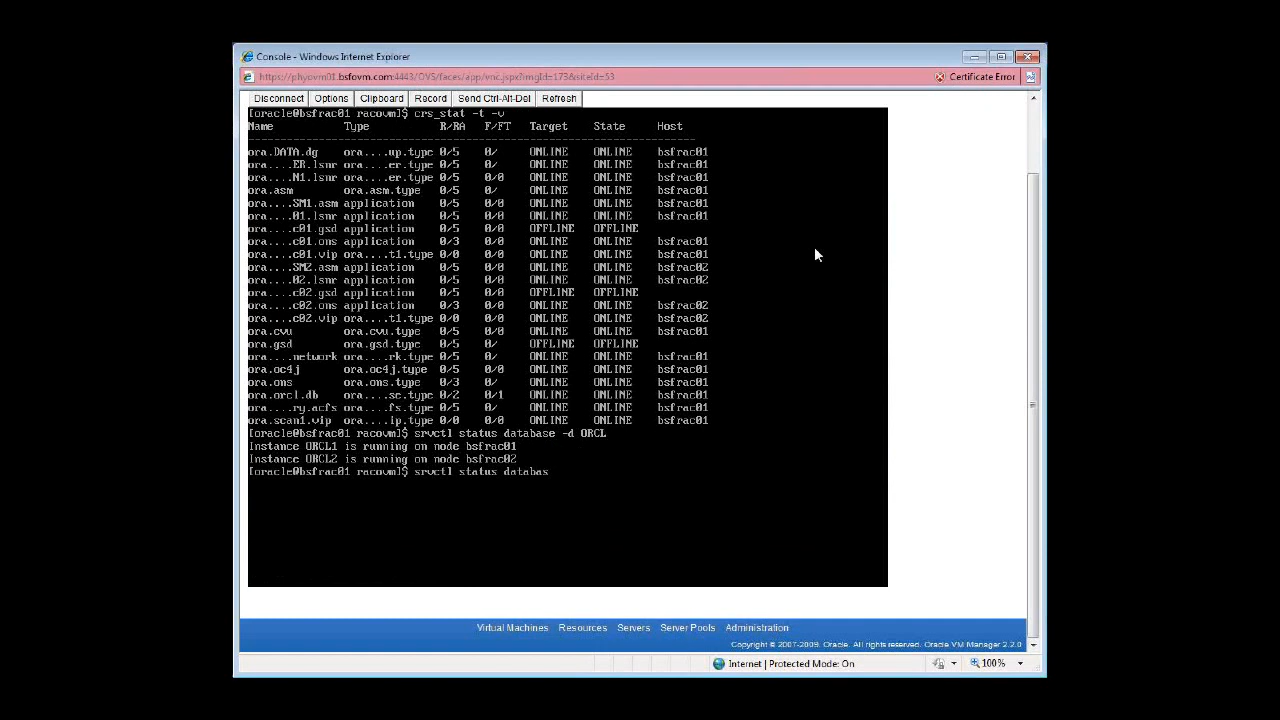 Console - Windows Internet Explorer
https://phyovm01.bsfovm.com:4443/OVS/faces/app/vnc.jspx?imgId=173&siteId=53 Certificate Error
Disconnect Options Clipboard Record Send Ctrl-Alt-Del Refresh
[oracle@bsfrac01 racovm]$ crs_stat -t -v
Name Type R/RA F/FT Target State Host
----------------------------------------------------------------------
ora.DATA.dg ora....up.type 0/5 0/ ONLINE ONLINE bsfrac01
ora....ER.lsnr ora....er.type 0/5 0/ ONLINE ONLINE bsfrac01
ora....N1.lsnr ora....er.type 0/5 0/0 ONLINE ONLINE bsfrac01
ora.asm ora.asm.type 0/5 0/ ONLINE ONLINE bsfrac01
ora....SM1.asm application 0/5 0/0 ONLINE ONLINE bsfrac01
ora....01.lsnr application 0/5 0/0 ONLINE ONLINE bsfrac01
ora....c01.gsd application 0/5 0/0 OFFLINE OFFLINE
ora....c01.ons application 0/3 0/0 ONLINE ONLINE bsfrac01
ora....c01.vip ora....t1.type 0/0 0/0 ONLINE ONLINE bsfrac01
ora....SM2.asm application 0/5 0/0 ONLINE ONLINE bsfrac02
ora....02.lsnr application 0/5 0/0 ONLINE ONLINE bsfrac02
ora....c02.gsd application 0/5 0/0 OFFLINE OFFLINE
ora....c02.ons application 0/3 0/0 ONLINE ONLINE bsfrac02
ora....c02.vip ora....t1.type 0/0 0/0 ONLINE ONLINE bsfrac02
ora.cvu ora.cvu.type 0/5 0/0 ONLINE ONLINE bsfrac01
ora.gsd ora.gsd.type 0/5 0/ OFFLINE OFFLINE
ora....network ora....rk.type 0/5 0/ ONLINE ONLINE bsfrac01
ora.oc4j ora.oc4j.type 0/5 0/0 ONLINE ONLINE bsfrac01
ora.ons ora.ons.type 0/3 0/ ONLINE ONLINE bsfrac01
ora.orcl.db ora....se.type 0/2 0/1 ONLINE ONLINE bsfrac01
ora....ry.acfs ora....fs.type 0/5 0/ ONLINE ONLINE bsfrac01
ora.scan1.vip ora....ip.type 0/0 0/0 ONLINE ONLINE bsfrac01
[oracle@bsfrac01 racovm]$ srvctl status database -d ORCL
Instance ORCL1 is running on node bsfrac01
Instance ORCL2 is running on node bsfrac02
[oracle@bsfrac01 racovm]$ srvctl status databas
Virtual Machines Resources Servers Server Pools Administration
Copyright © 2007-2009, Oracle. All rights reserved. Oracle VM Manager 2.2.0
Internet | Protected Mode: On 100%